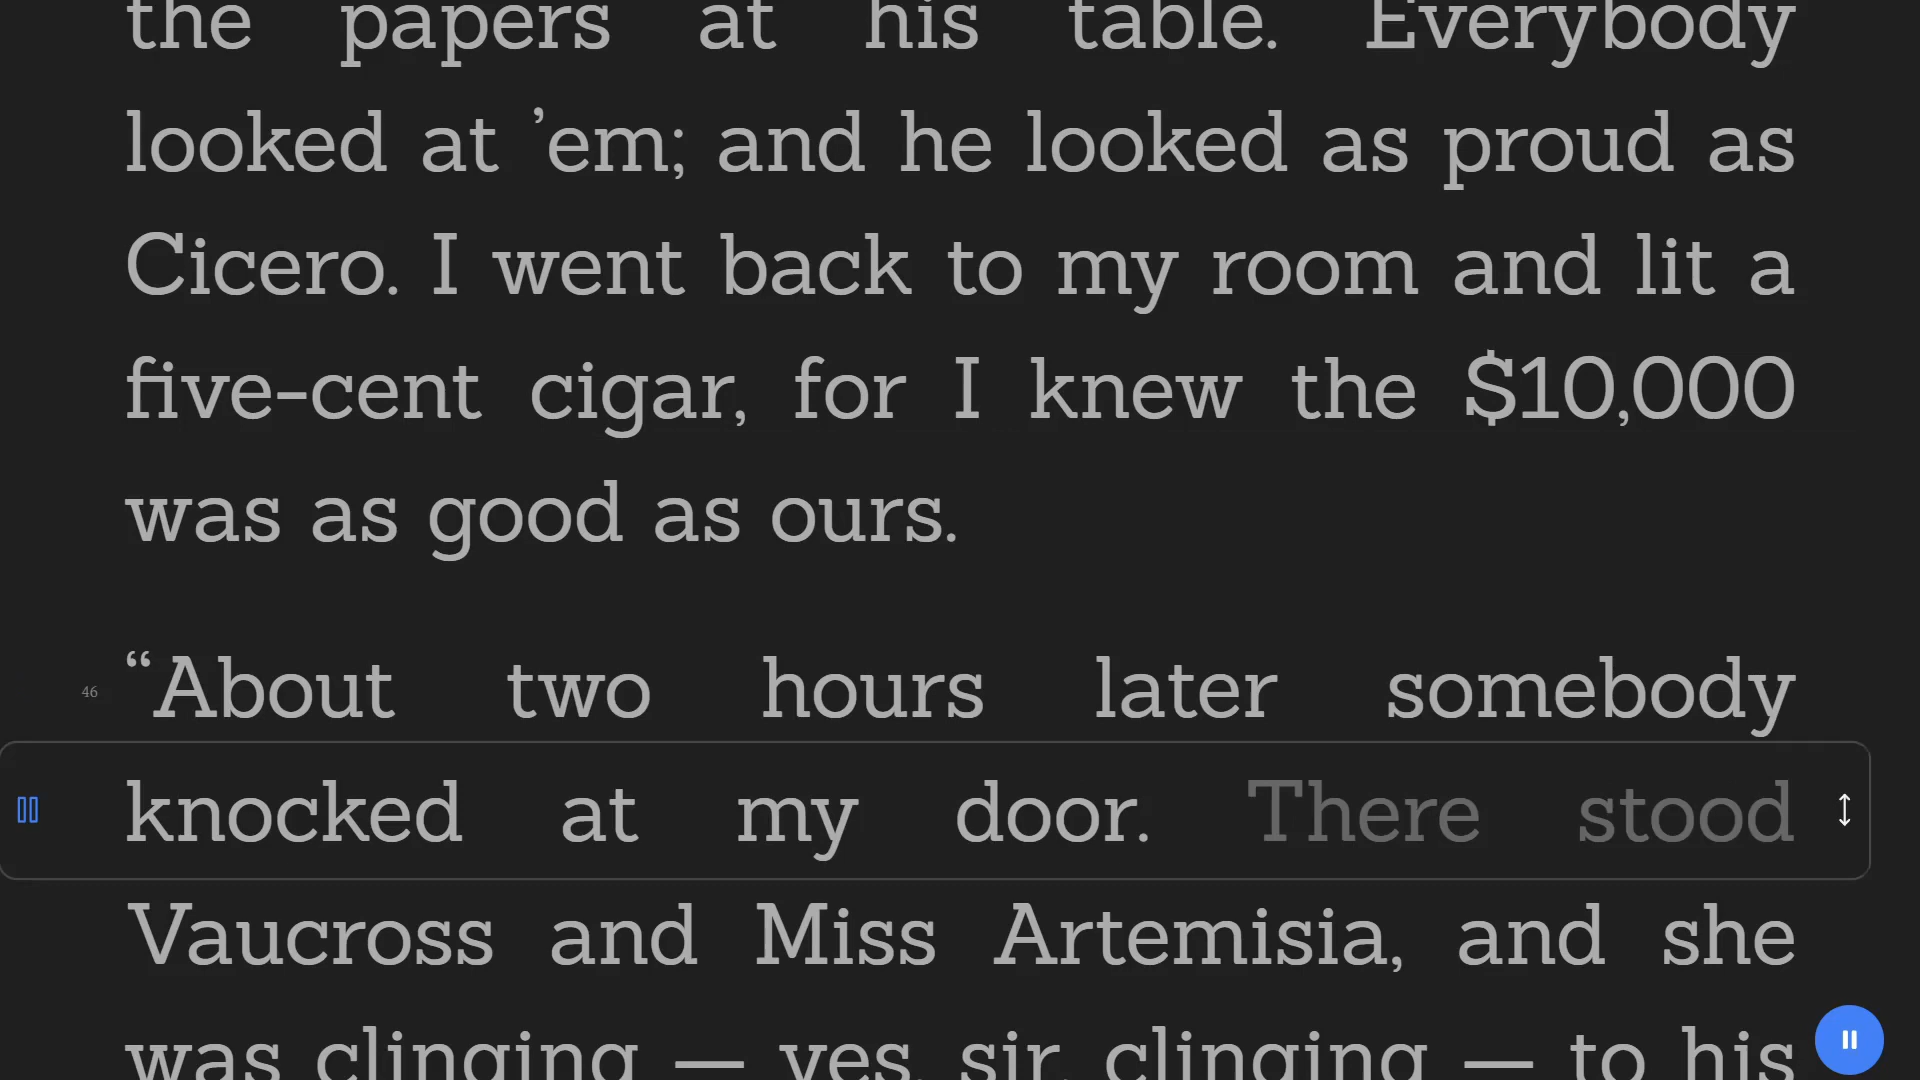 the papers at his table. Everybody
looked at ’em; and he looked as proud as
Cicero. I went back to my room and lit a
five-cent cigar, for I knew the $10,000
was as good as ours.
46
“About two hours later somebody
knocked at my door. There stood
Vaucross and Miss Artemisia, and she
was clinging — yes, sir, clinging — to his